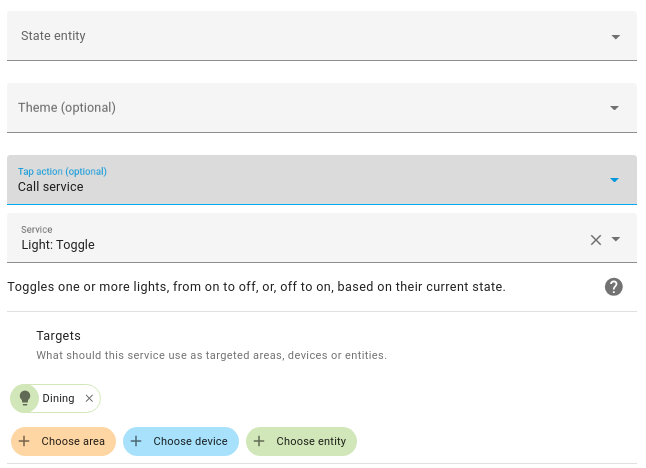 State entity
Theme (optional)
Tap action (optional)
Call service
Service
Light: Toggle
Toggles one or more lights, from on to off, or, off to on, based on their current state.
Targets
What should this service use as targeted areas, devices or entities.
Dining
Choose area
Choose device
Choose entity